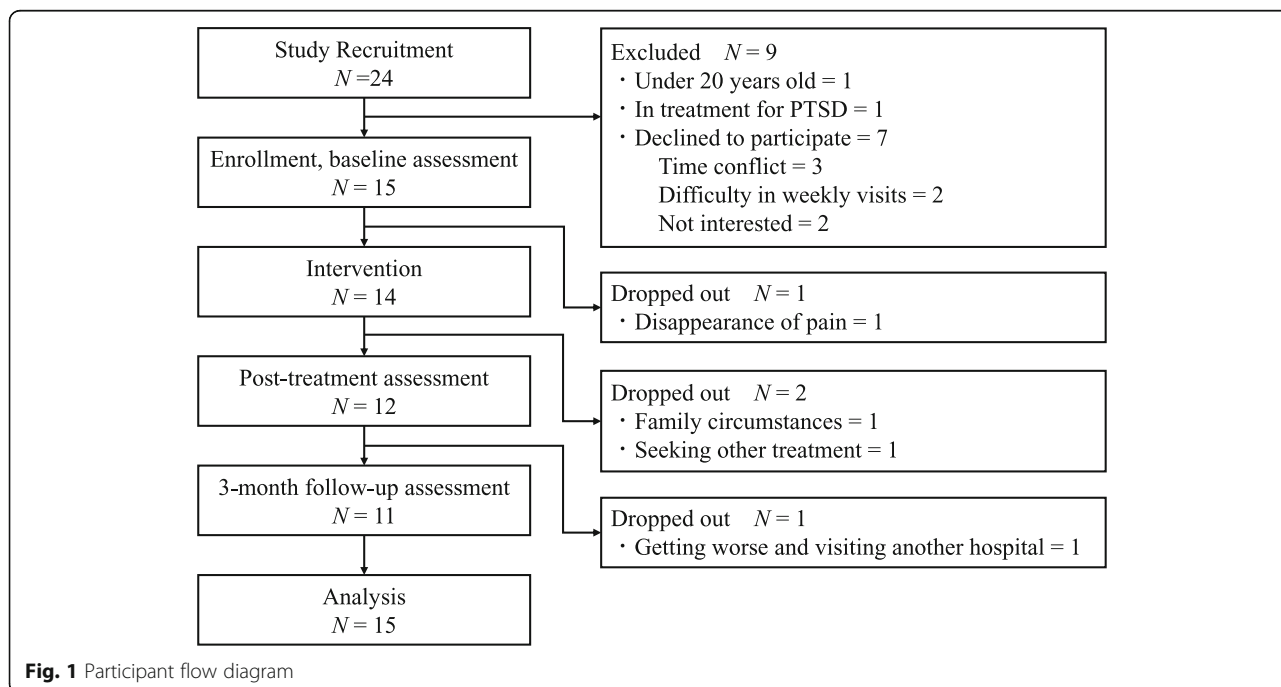 Study Recruitment
N =24
Excluded N = 9
・Under 20 years old = 1
・In treatment for PTSD = 1
・Declined to participate = 7
Time conflict = 3
Difficulty in weekly visits = 2
Not interested = 2
Enrollment, baseline assessment
N = 15
Intervention
N = 14
Dropped out N = 1
・Disappearance of pain = 1
Post-treatment assessment
N = 12
Dropped out N = 2
・Family circumstances = 1
・Seeking other treatment = 1
3-month follow-up assessment
N = 11
Dropped out N = 1
・Getting worse and visiting another hospital = 1
Analysis
N = 15
Fig. 1 Participant flow diagram